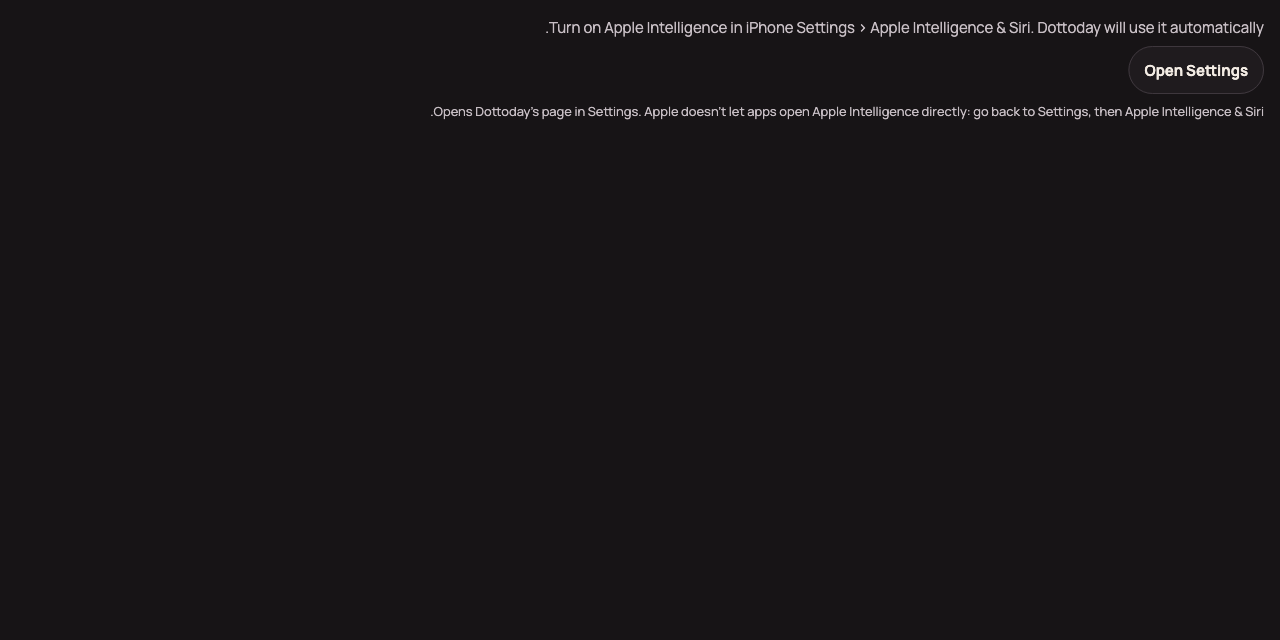 .Turn on Apple Intelligence in iPhone Settings › Apple Intelligence & Siri. Dottoday will use it automatically
Open Settings
.Opens Dottoday's page in Settings. Apple doesn't let apps open Apple Intelligence directly: go back to Settings, then Apple Intelligence & Siri